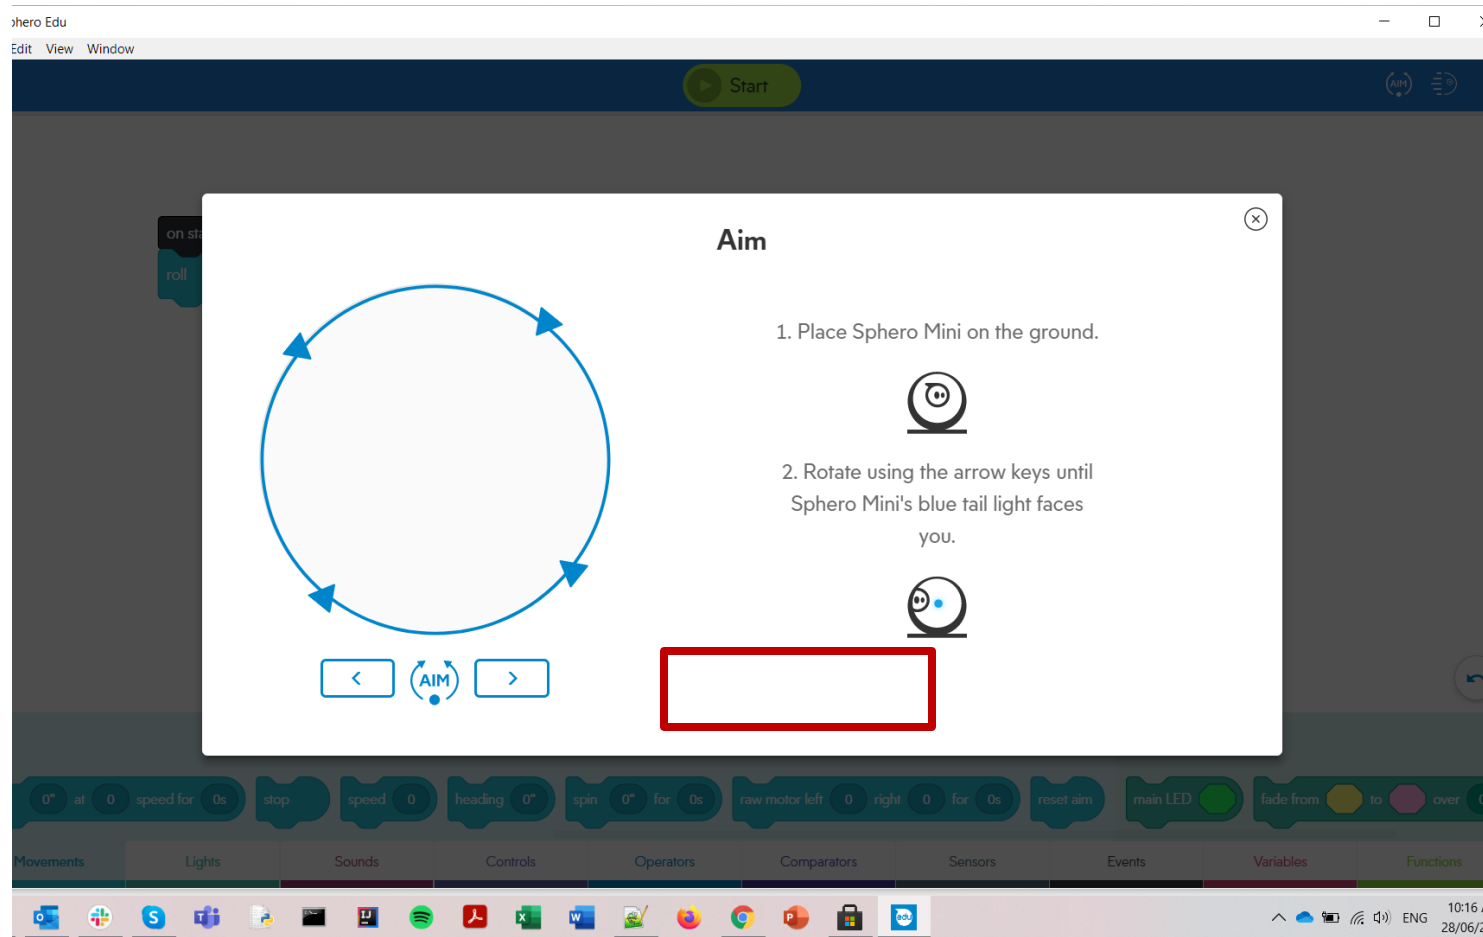 phero Edu
Edit View Window
Start
AIM
on sta
roll
Aim
1. Place Sphero Mini on the ground.
2. Rotate using the arrow keys until
Sphero Mini's blue tail light faces
you.
< AIM >
0° at 0 speed for 0s
stop
speed 0
heading 0°
spin 0° for 0s
raw motor left 0 right 0 for 0s
reset aim
main LED
fade from to over
Movements Lights Sounds Controls Operators Comparators Sensors Events Variables Functions
edu
ENG
10:16
28/06/2